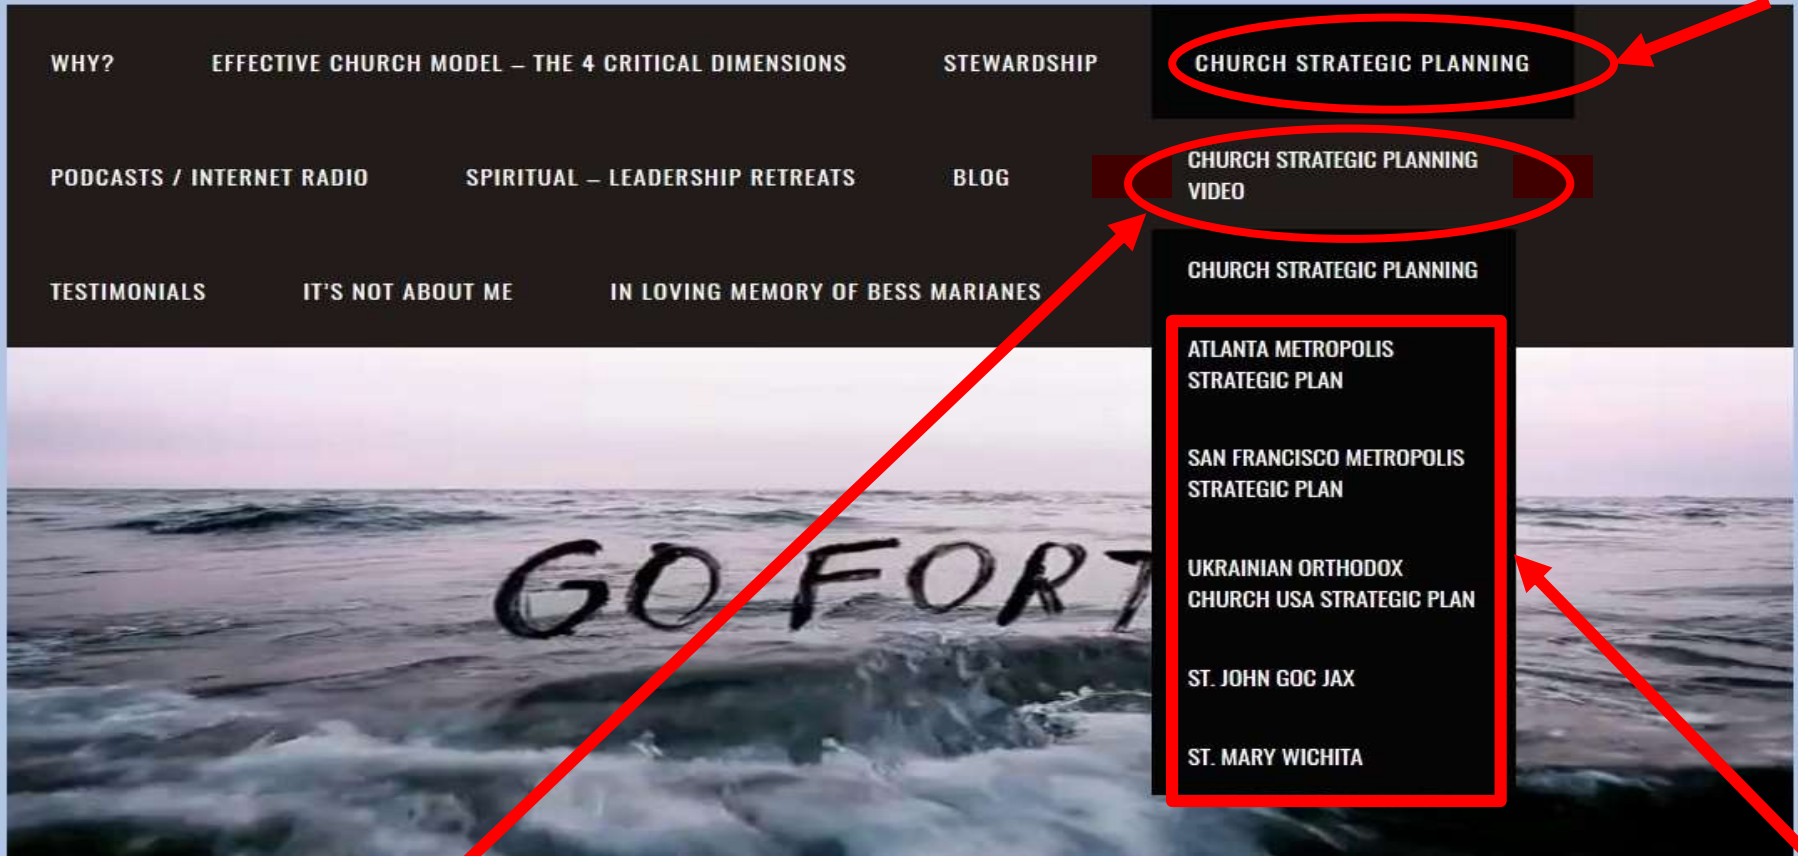 WHY?
EFFECTIVE CHURCH MODEL – THE 4 CRITICAL DIMENSIONS
STEWARDSHIP
CHURCH STRATEGIC PLANNING
PODCASTS / INTERNET RADIO
SPIRITUAL – LEADERSHIP RETREATS
BLOG
TESTIMONIALS
IT'S NOT ABOUT ME
IN LOVING MEMORY OF BESS MARIANES
CHURCH STRATEGIC PLANNING
VIDEO
CHURCH STRATEGIC PLANNING
ATLANTA METROPOLIS
STRATEGIC PLAN
SAN FRANCISCO METROPOLIS
STRATEGIC PLAN
UKRAINIAN ORTHODOX
CHURCH USA STRATEGIC PLAN
ST. JOHN GOC JAX
ST. MARY WICHITA
GO FORT